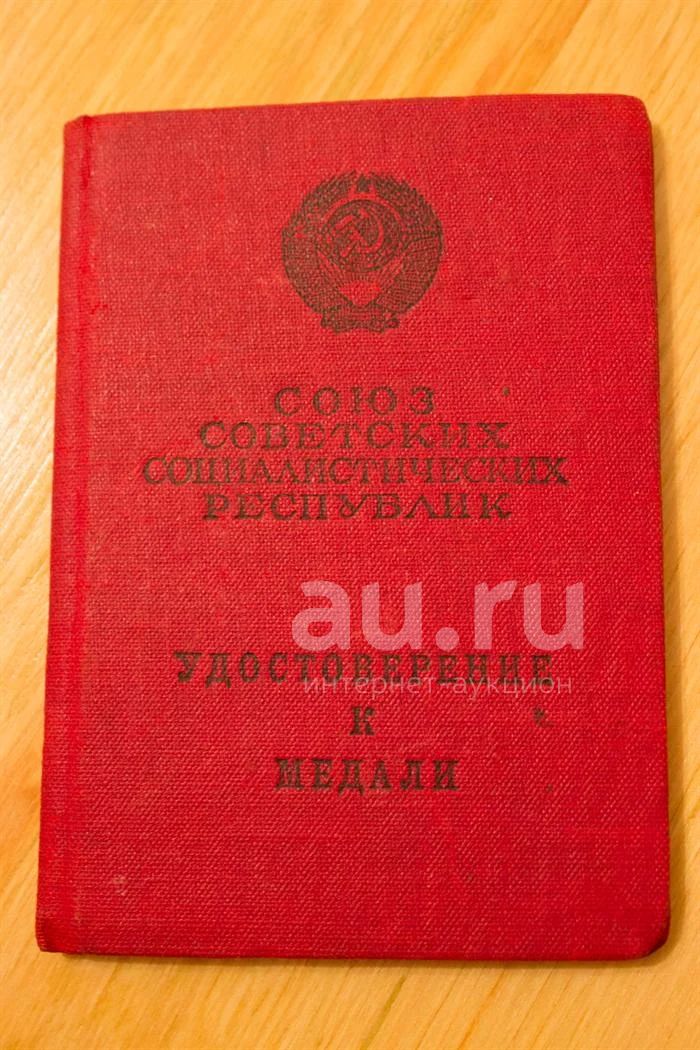 СОЮЗ
СОВЕТСКИХ
СОЦИАЛИСТИЧЕСКИХ
РЕСПУБЛИК
au.ru
интернет-аукцион
УДОСТОВЕРЕНИЕ
К
МЕДАЛИ